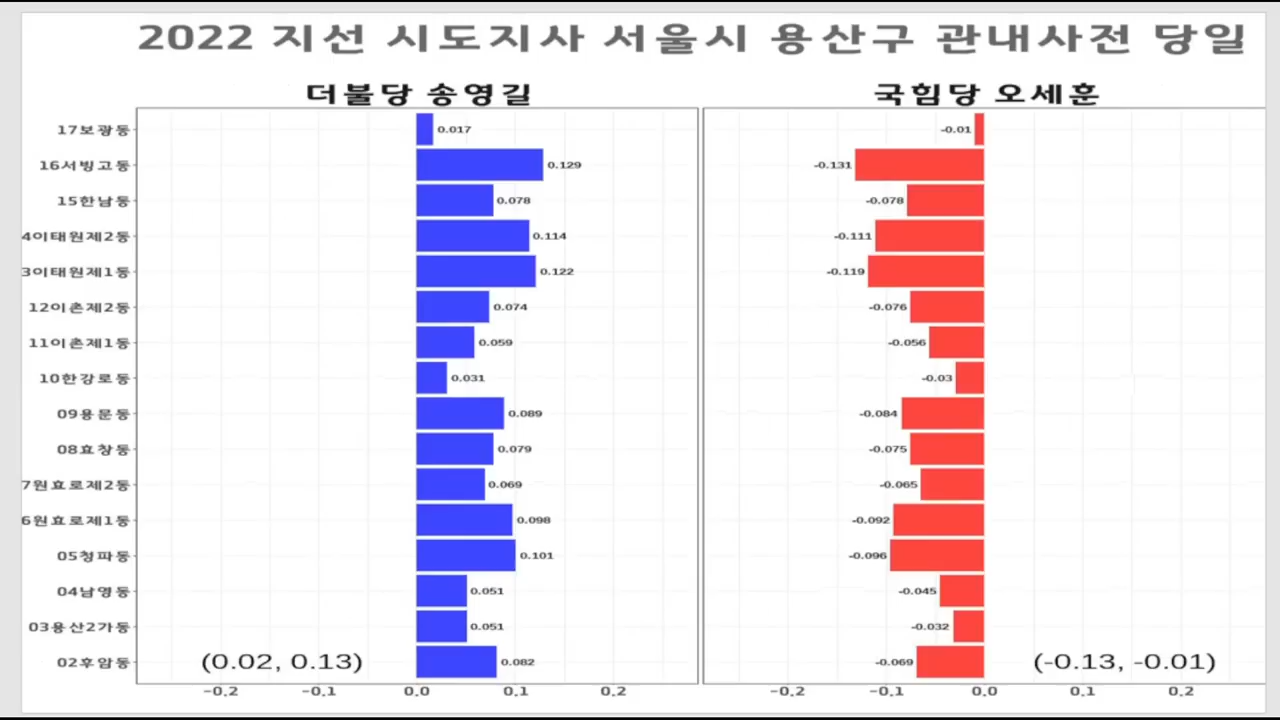 2022 지선 시도지사 서울시 용산구 관내사전 당일
더불당 송영길
국힘당 오세훈
17보광동 0.017 -0.01
16서빙고동 0.129 -0.131
15한남동 0.078 -0.078
4이태원제2동 0.114 -0.111
3이태원제1동 0.122 -0.119
12이촌제2동 0.074 -0.076
11이촌제1동 0.059 -0.056
10한강로동 0.031 -0.03
09용문동 0.089 -0.084
08효창동 0.079 -0.075
7원효로제2동 0.069 -0.065
6원효로제1동 0.098 -0.092
05청파동 0.101 -0.096
04남영동 0.051 -0.045
03용산2가동 0.051 -0.032
02후암동 (0.02, 0.13) 0.082 -0.069 (-0.13, -0.01)
-0.2 -0.1 0.0 0.1 0.2 -0.2 -0.1 0.0 0.1 0.2